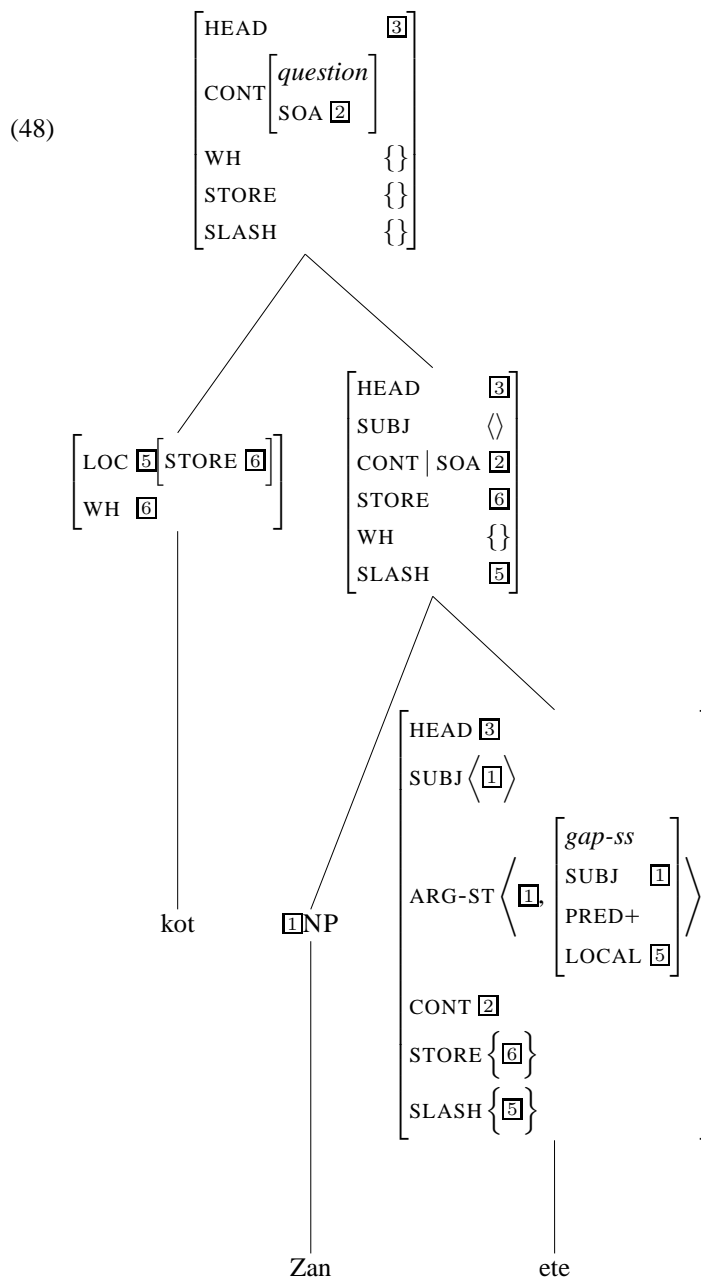 (48)
HEAD 3
CONT [question
SOA 2]
WH {}
STORE {}
SLASH {}
LOC 5[STORE 6]
WH 6
HEAD 3
SUBJ ⟨⟩
CONT | SOA 2
STORE 6
WH {}
SLASH 5
HEAD 3
SUBJ ⟨1⟩
ARG-ST ⟨1, [gap-ss
SUBJ 1
PRED+
LOCAL 5]⟩
CONT 2
STORE {6}
SLASH {5}
kot
1NP
Zan
ete